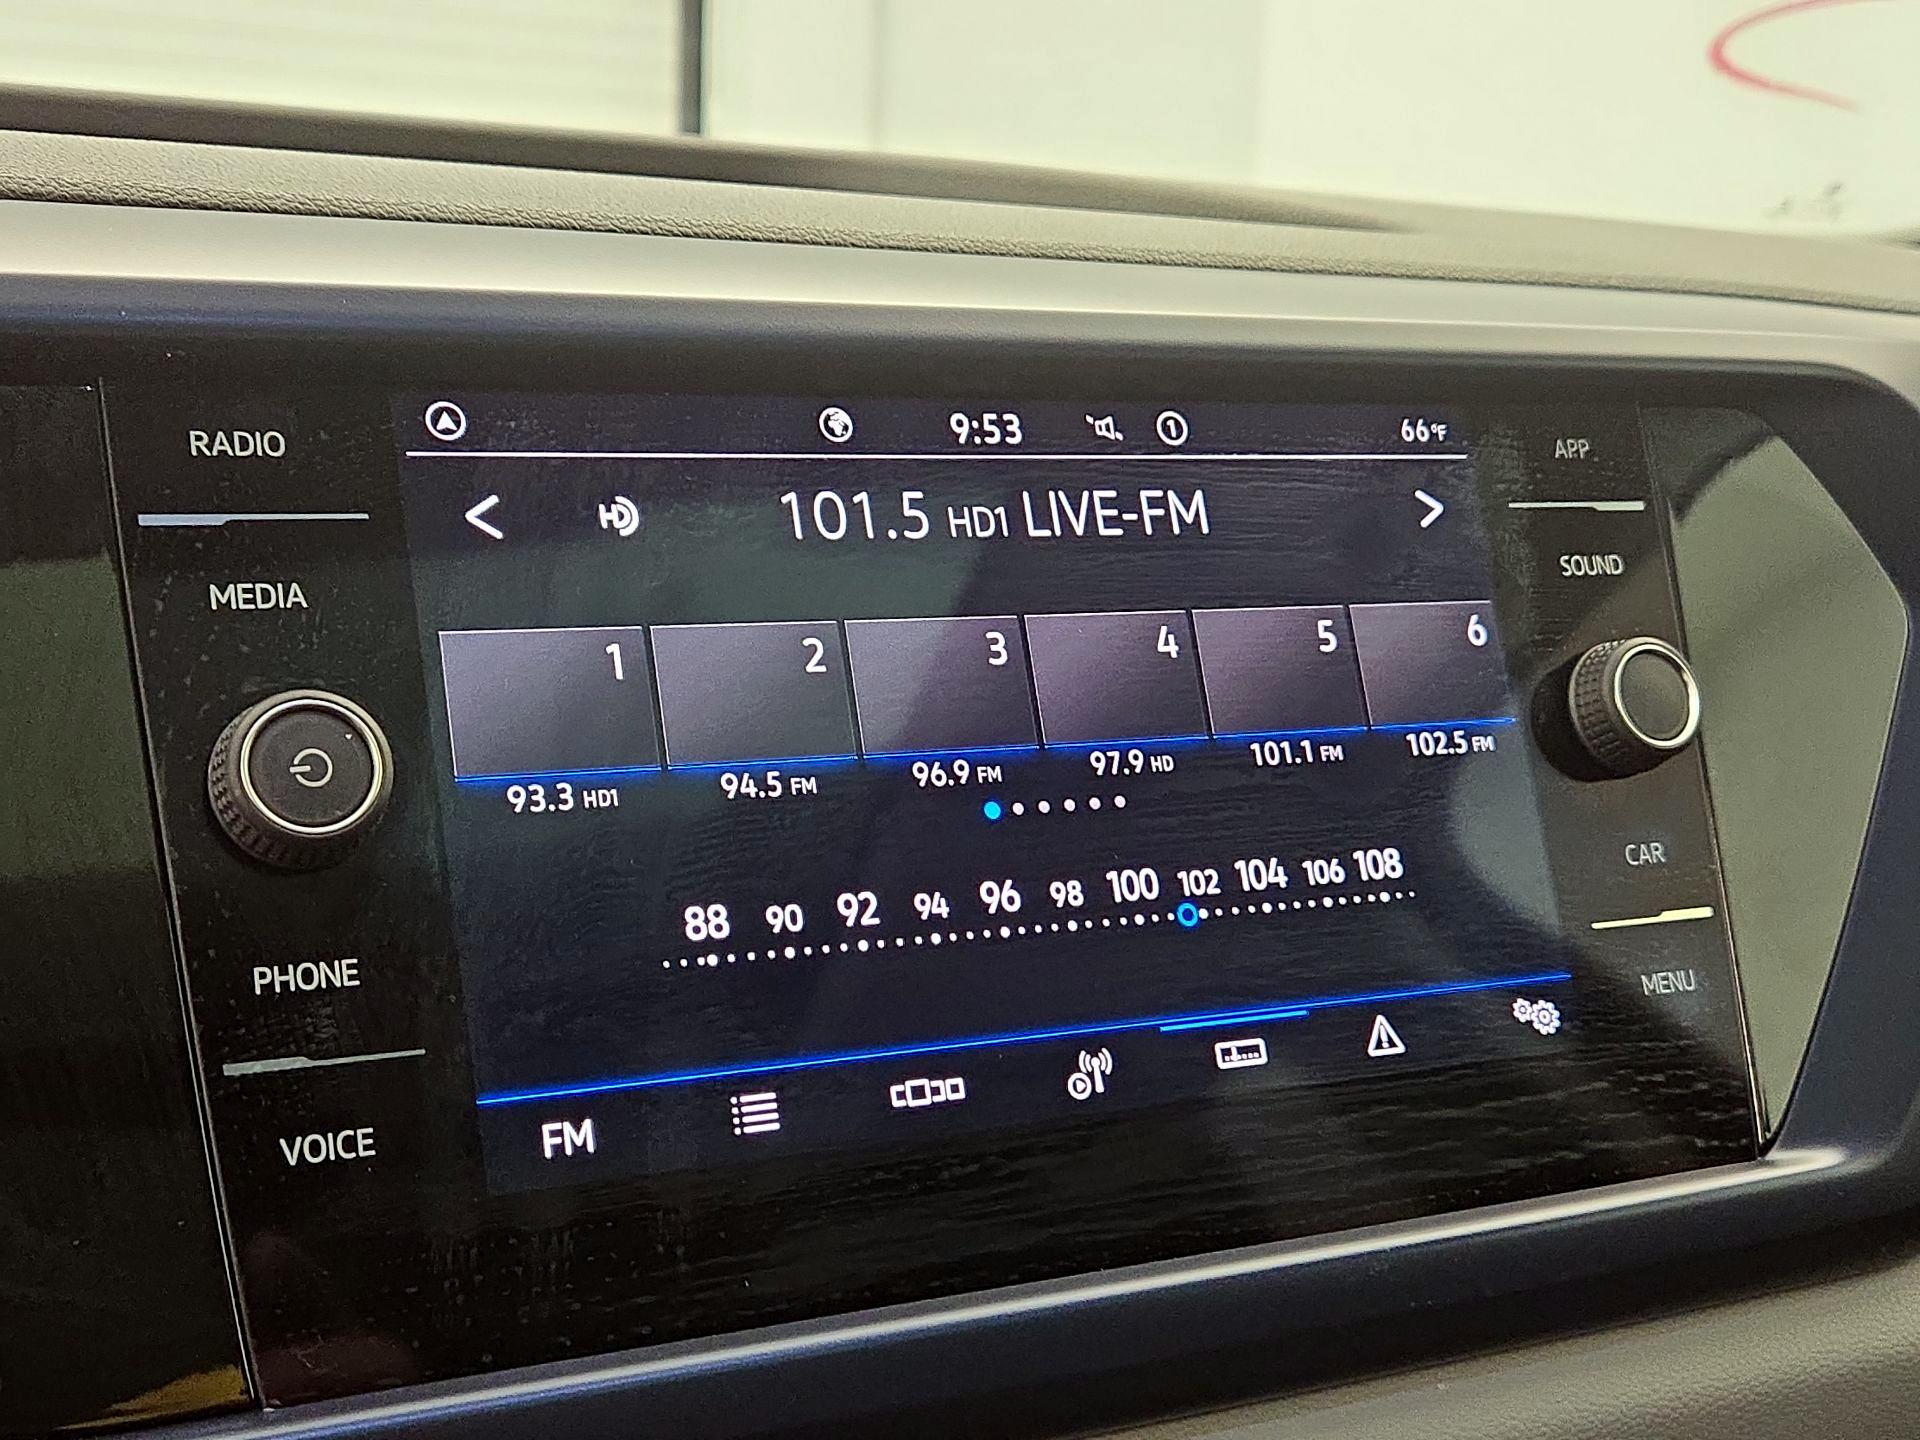 RADIO
MEDIA
PHONE
VOICE
9:53 1 66°F
HD 101.5 HD1 LIVE-FM
1 2 3 4 5 6
93.3 HD1 94.5 FM 96.9 FM 97.9 HD 101.1 FM 102.5 FM
88 90 92 94 96 98 100 102 104 106 108
FM
APP
SOUND
CAR
MENU